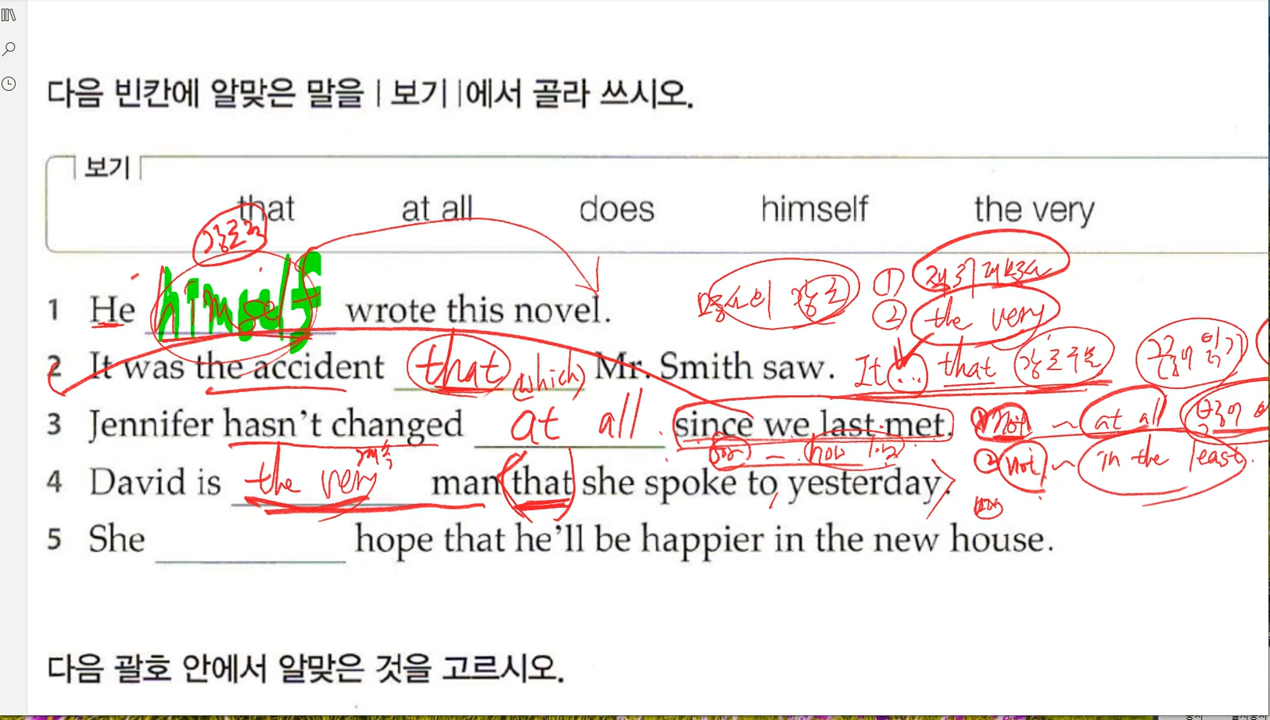 다음 빈칸에 알맞은 말을 | 보기 |에서 골라 쓰시오.
| 보기 |
that at all does himself the very
강조용법
1 He himself wrote this novel.
명사의 강조 ① 재귀대명사
② the very
2 It was the accident that (which) Mr. Smith saw. It ... that 강조구문
3 Jennifer hasn't changed at all since we last met. ① not ~ at all
② not ~ in the least
4 David is the very man that she spoke to yesterday.
5 She ____________ hope that he'll be happier in the new house.
다음 괄호 안에서 알맞은 것을 고르시오.